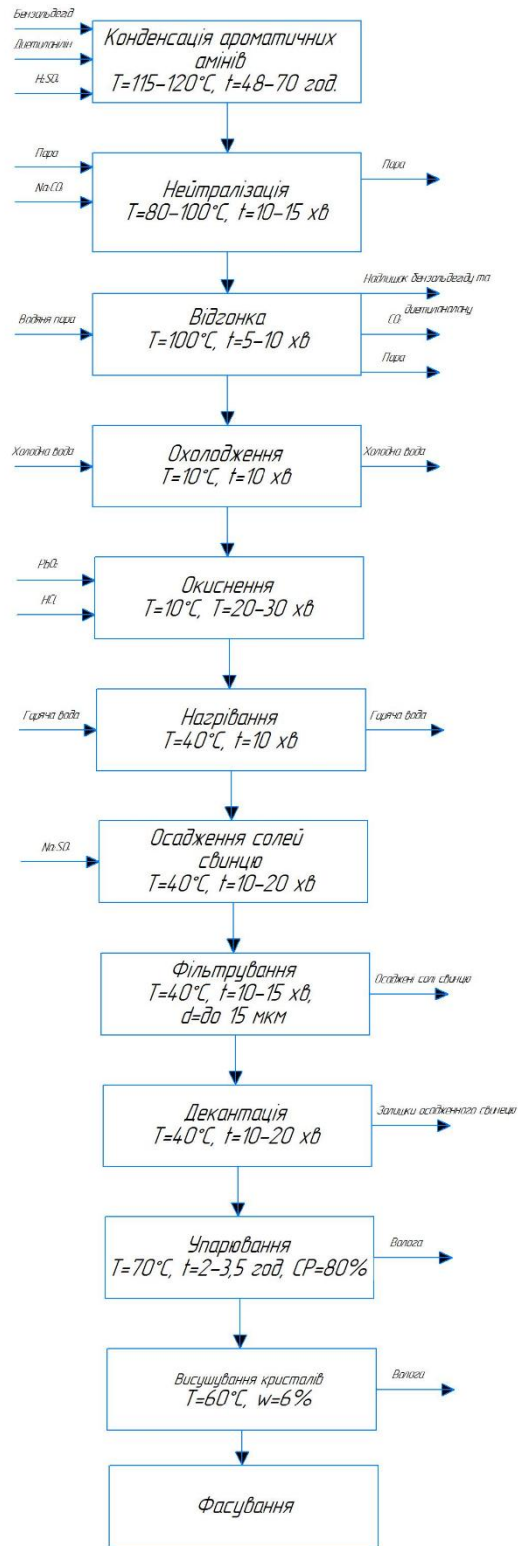 Бензальдегід
Диетиланілін
H₂SO₄
Конденсація ароматичних
амінів
T=115–120°C, t=48–70 год.
Пара
Na₂CO₃
Нейтралізація
T=80–100°C, t=10–15 хв
Пара
Водяна пара
Відгонка
T=100°C, t=5–10 хв
Надлишок бензальдегіду та
CO₂
Пара
Холодна вода
Охолодження
T=10°C, t=10 хв
Холодна вода
PbO₂
HCl
Окиснення
T=10°C, T=20–30 хв
Гаряча вода
Нагрівання
T=40°C, t=10 хв
Гаряча вода
Na₂SO₄
Осадження солей
свинцю
T=40°C, t=10–20 хв
Фільтрування
T=40°C, t=10–15 хв,
d=до 15 мкм
Осаджені солі свинцю
Декантація
T=40°C, t=10–20 хв
Залишки осадженного свинецю
Упарювання
T=70°C, t=2–3,5 год, СР=80%
Волога
Висушування кристалів
T=60°C, w=6%
Волога
Фасування